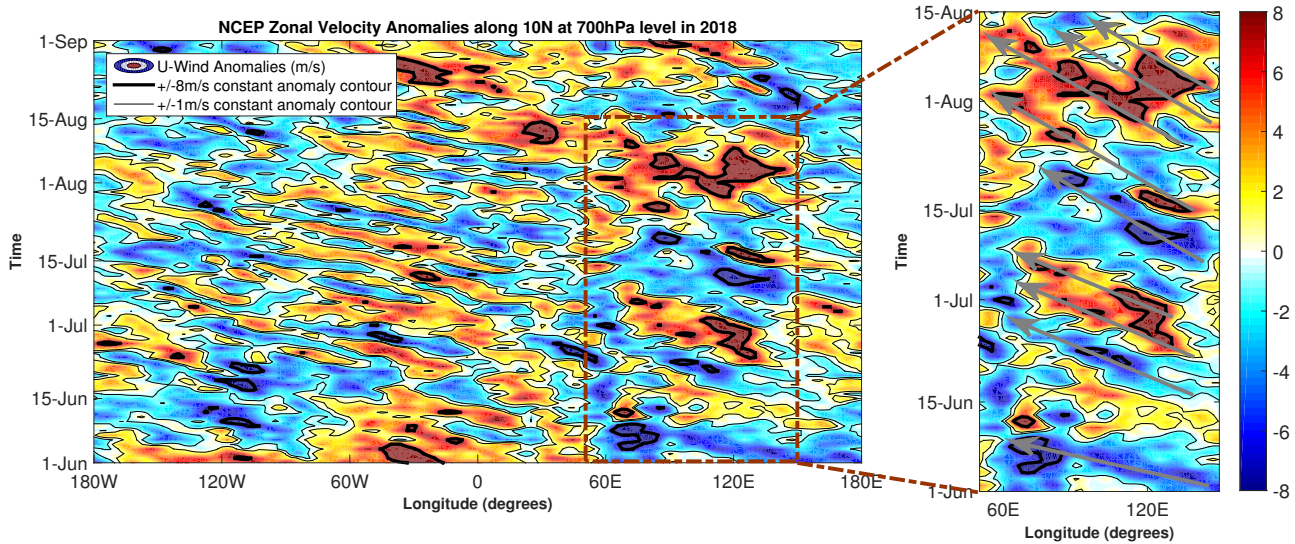 NCEP Zonal Velocity Anomalies along 10N at 700hPa level in 2018
U-Wind Anomalies (m/s)
+/-8m/s constant anomaly contour
+/-1m/s constant anomaly contour
1-Sep
15-Aug
1-Aug
15-Jul
1-Jul
15-Jun
1-Jun
Time
180W
120W
60W
0
60E
120E
180E
Longitude (degrees)
15-Aug
1-Aug
15-Jul
1-Jul
15-Jun
1-Jun
Time
60E
120E
Longitude (degrees)
8
6
4
2
0
-2
-4
-6
-8